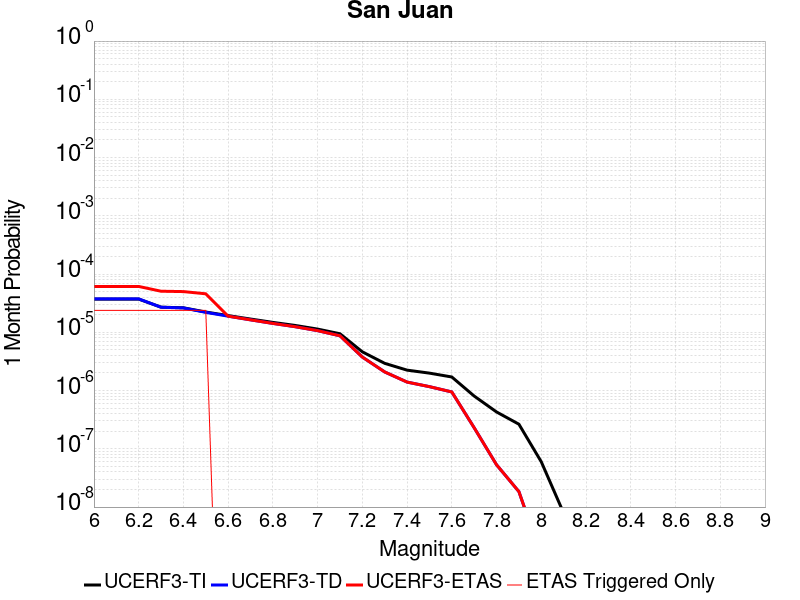 San Juan
10^0
10^-1
10^-2
10^-3
10^-4
10^-5
10^-6
10^-7
10^-8
1 Month Probability
6 6.2 6.4 6.6 6.8 7 7.2 7.4 7.6 7.8 8 8.2 8.4 8.6 8.8 9
Magnitude
UCERF3-TI UCERF3-TD UCERF3-ETAS ETAS Triggered Only